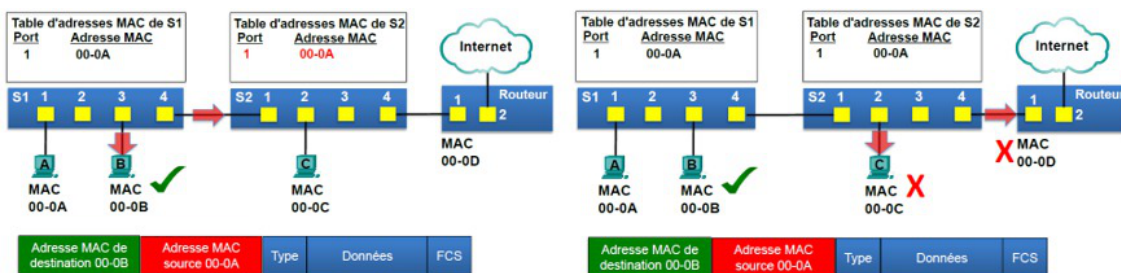 Table d'adresses MAC de S1
Port Adresse MAC
1 00-0A
Table d'adresses MAC de S2
Port Adresse MAC
1 00-0A
Internet
S1 1 2 3 4
S2 1 2 3 4
1 Routeur
2
A
B
C
MAC
00-0A
MAC
00-0B
MAC
00-0C
MAC
00-0D
Adresse MAC de destination 00-0B
Adresse MAC source 00-0A
Type
Données
FCS
Table d'adresses MAC de S1
Port Adresse MAC
1 00-0A
Table d'adresses MAC de S2
Port Adresse MAC
1 00-0A
Internet
S1 1 2 3 4
S2 1 2 3 4
1 Routeur
2
A
B
C
MAC
00-0A
MAC
00-0B
MAC
00-0C
X
X
MAC
00-0D
Adresse MAC de destination 00-0B
Adresse MAC source 00-0A
Type
Données
FCS